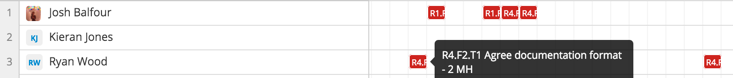 1 Josh Balfour R1.F R1.F R4.F R4.F
2 KJ Kieran Jones
3 RW Ryan Wood R4.F R4.F
R4.F2.T1 Agree documentation format
- 2 MH